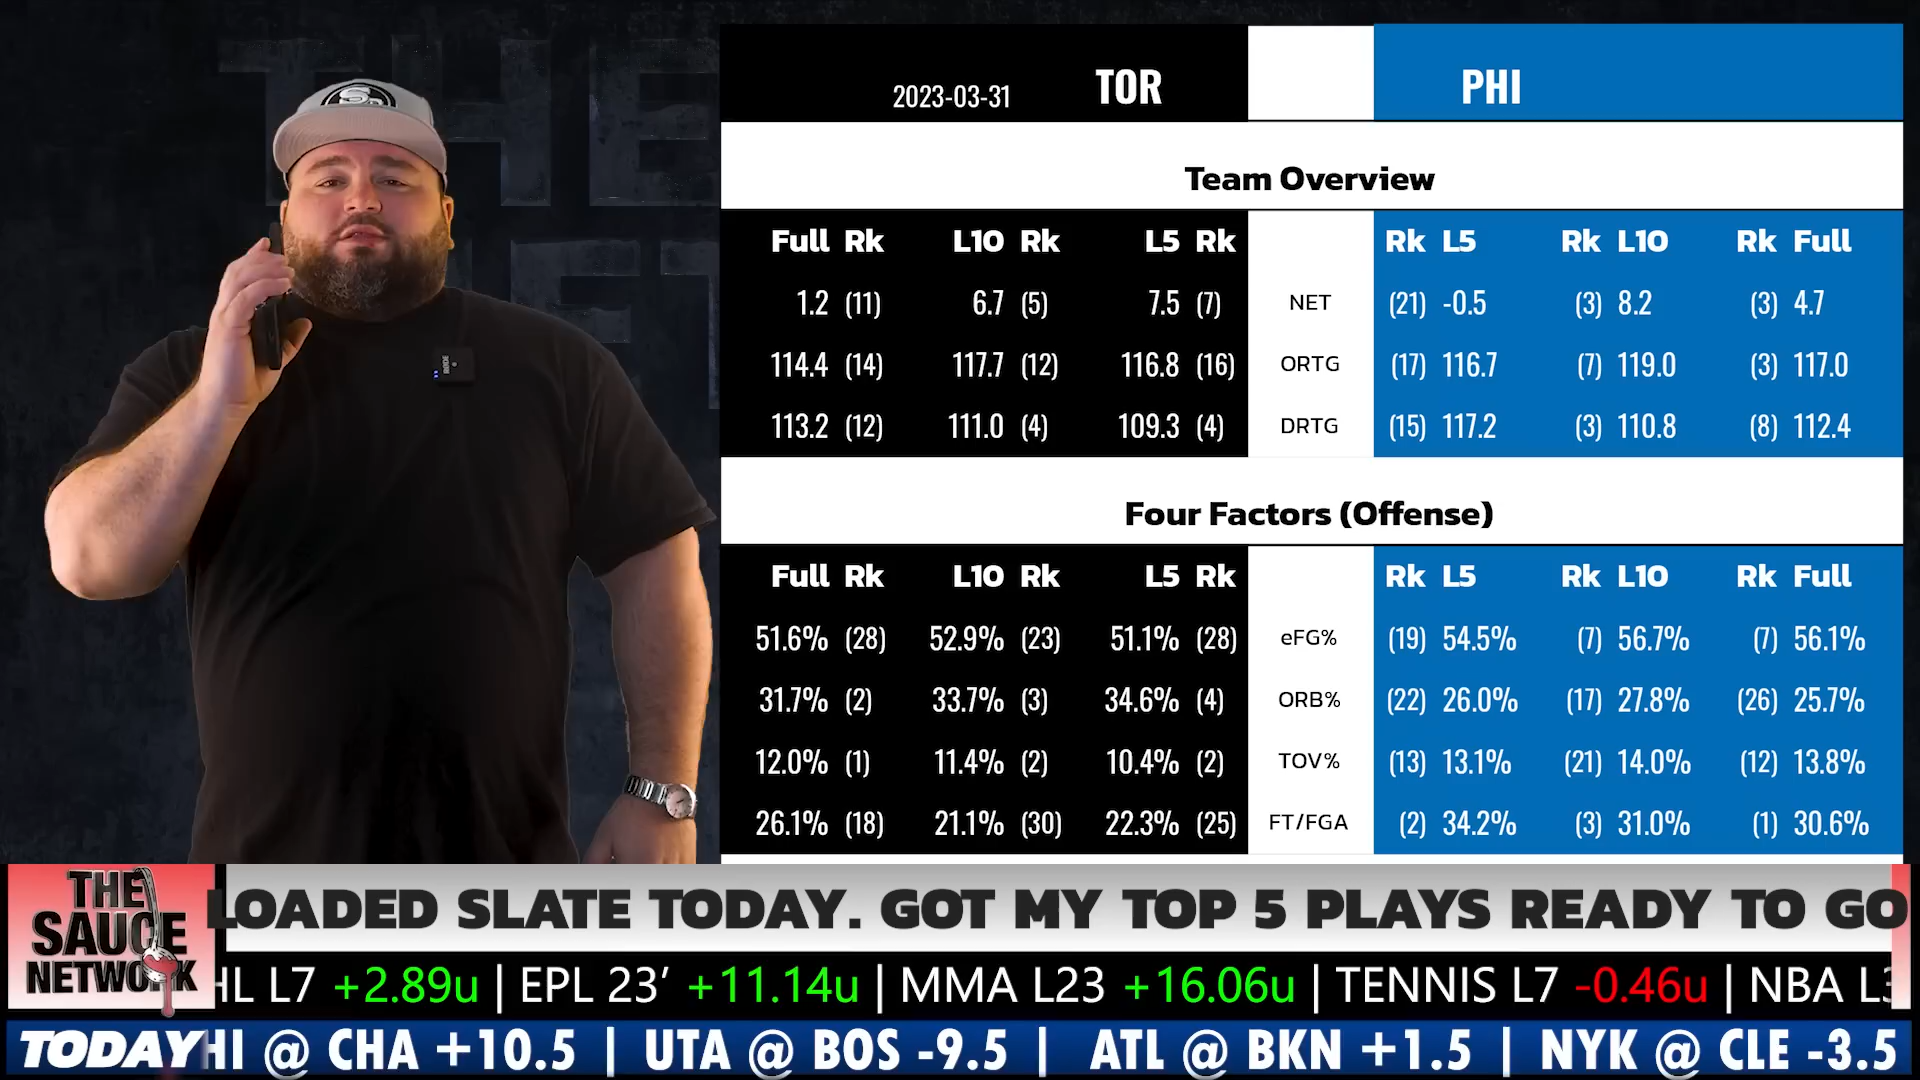 THE
2023-03-31 TOR PHI
Team Overview
Full Rk L10 Rk L5 Rk Rk L5 Rk L10 Rk Full
1.2 (11) 6.7 (5) 7.5 (7) NET (21) -0.5 (3) 8.2 (3) 4.7
114.4 (14) 117.7 (12) 116.8 (16) ORTG (17) 116.7 (7) 119.0 (3) 117.0
113.2 (12) 111.0 (4) 109.3 (4) DRTG (15) 117.2 (3) 110.8 (8) 112.4
Four Factors (Offense)
Full Rk L10 Rk L5 Rk Rk L5 Rk L10 Rk Full
51.6% (28) 52.9% (23) 51.1% (28) eFG% (19) 54.5% (7) 56.7% (7) 56.1%
31.7% (2) 33.7% (3) 34.6% (4) ORB% (22) 26.0% (17) 27.8% (26) 25.7%
12.0% (1) 11.4% (2) 10.4% (2) TOV% (13) 13.1% (21) 14.0% (12) 13.8%
26.1% (18) 21.1% (30) 22.3% (25) FT/FGA (2) 34.2% (3) 31.0% (1) 30.6%
THE
SAUCE
NETWORK
LOADED SLATE TODAY. GOT MY TOP 5 PLAYS READY TO GO
HL L7 +2.89u | EPL 23’ +11.14u | MMA L23 +16.06u | TENNIS L7 -0.46u | NBA L3
TODAY HI @ CHA +10.5 | UTA @ BOS -9.5 | ATL @ BKN +1.5 | NYK @ CLE -3.5